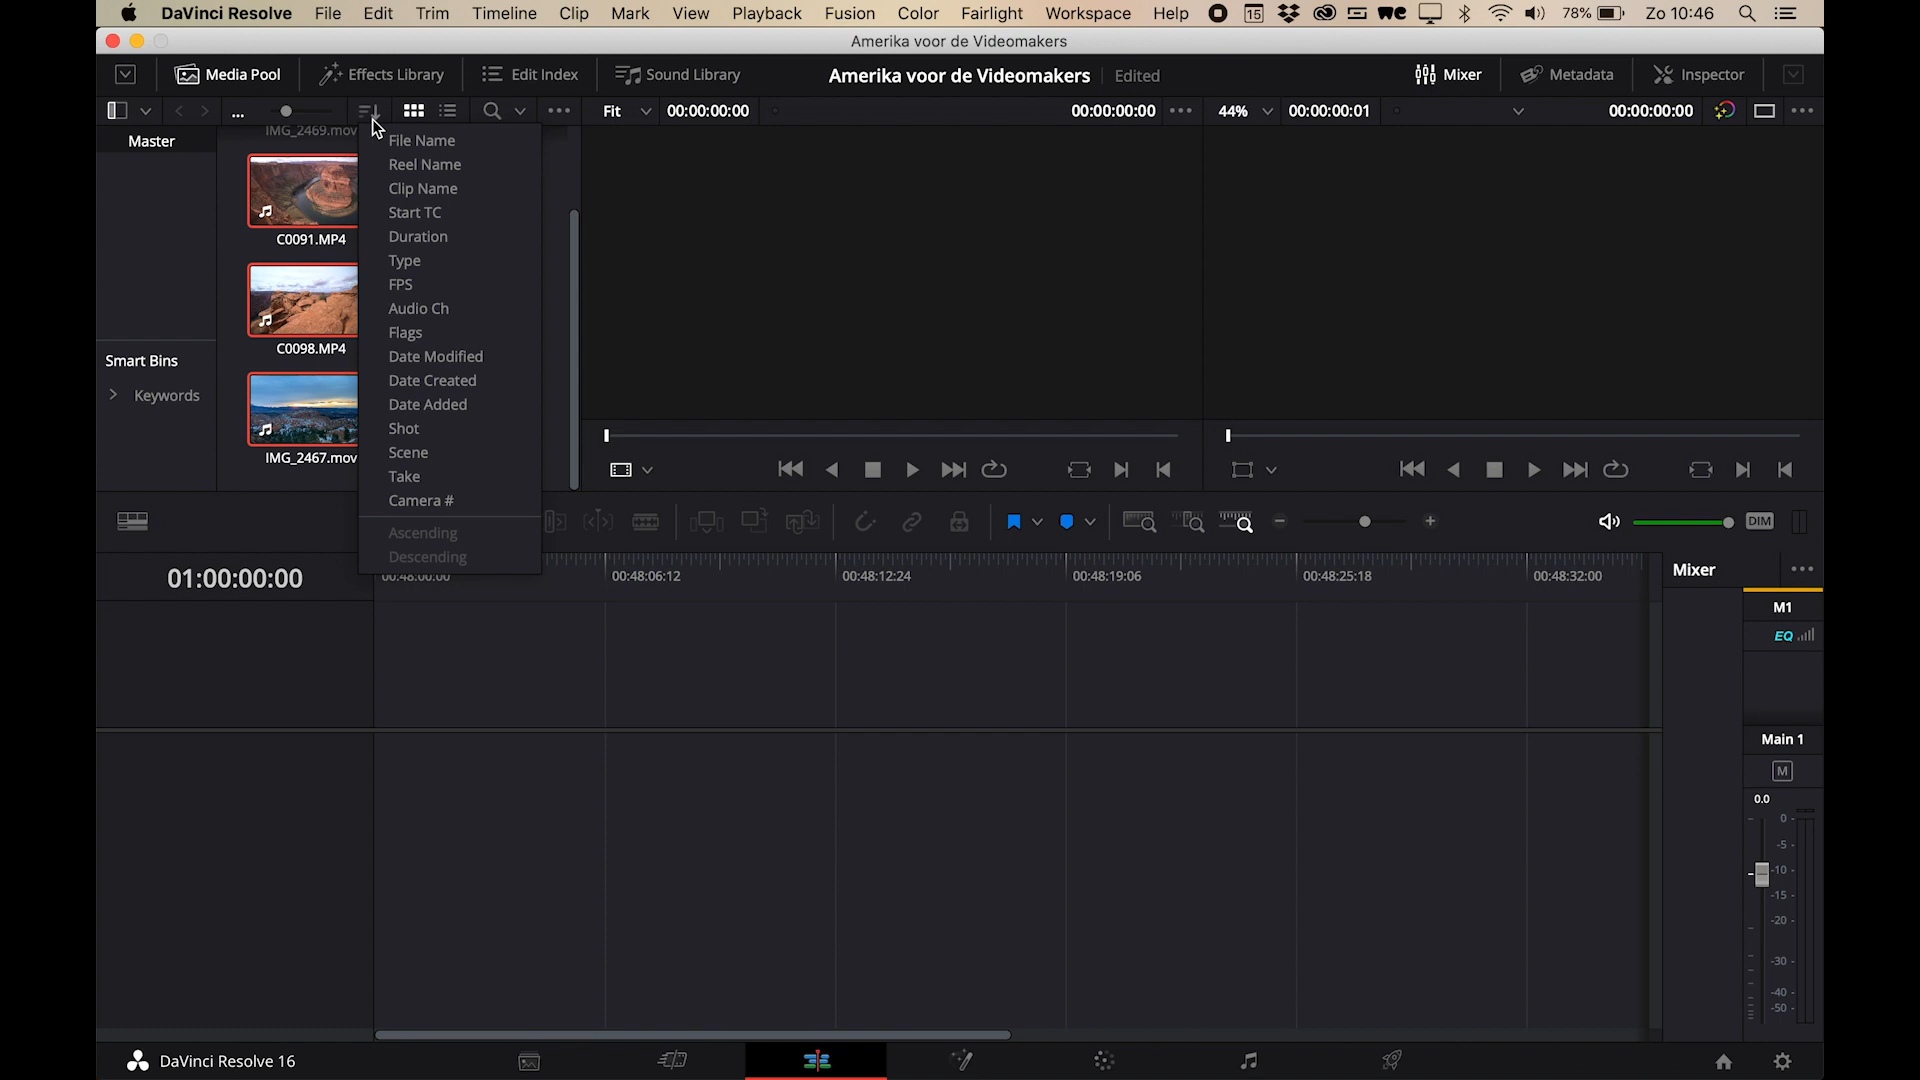 DaVinci Resolve File Edit Trim Timeline Clip Mark View Playback Fusion Color Fairlight Workspace Help 15 78% Zo 10:46
Amerika voor de Videomakers
Media Pool Effects Library Edit Index Sound Library Amerika voor de Videomakers Edited Mixer Metadata Inspector
... Fit 00:00:00:00 00:00:00:00 44% 00:00:00:01 00:00:00:00
Master
IMG_2469.mov
C0091.MP4
C0098.MP4
IMG_2467.mov
Smart Bins
Keywords
File Name
Reel Name
Clip Name
Start TC
Duration
Type
FPS
Audio Ch
Flags
Date Modified
Date Created
Date Added
Shot
Scene
Take
Camera #
Ascending
Descending
DIM
01:00:00:00
00:48:00:00 00:48:06:12 00:48:12:24 00:48:19:06 00:48:25:18 00:48:32:00
Mixer
M1
EQ
Main 1
M
0.0
0
-5
-10
-15
-20
-30
-40
-50
DaVinci Resolve 16